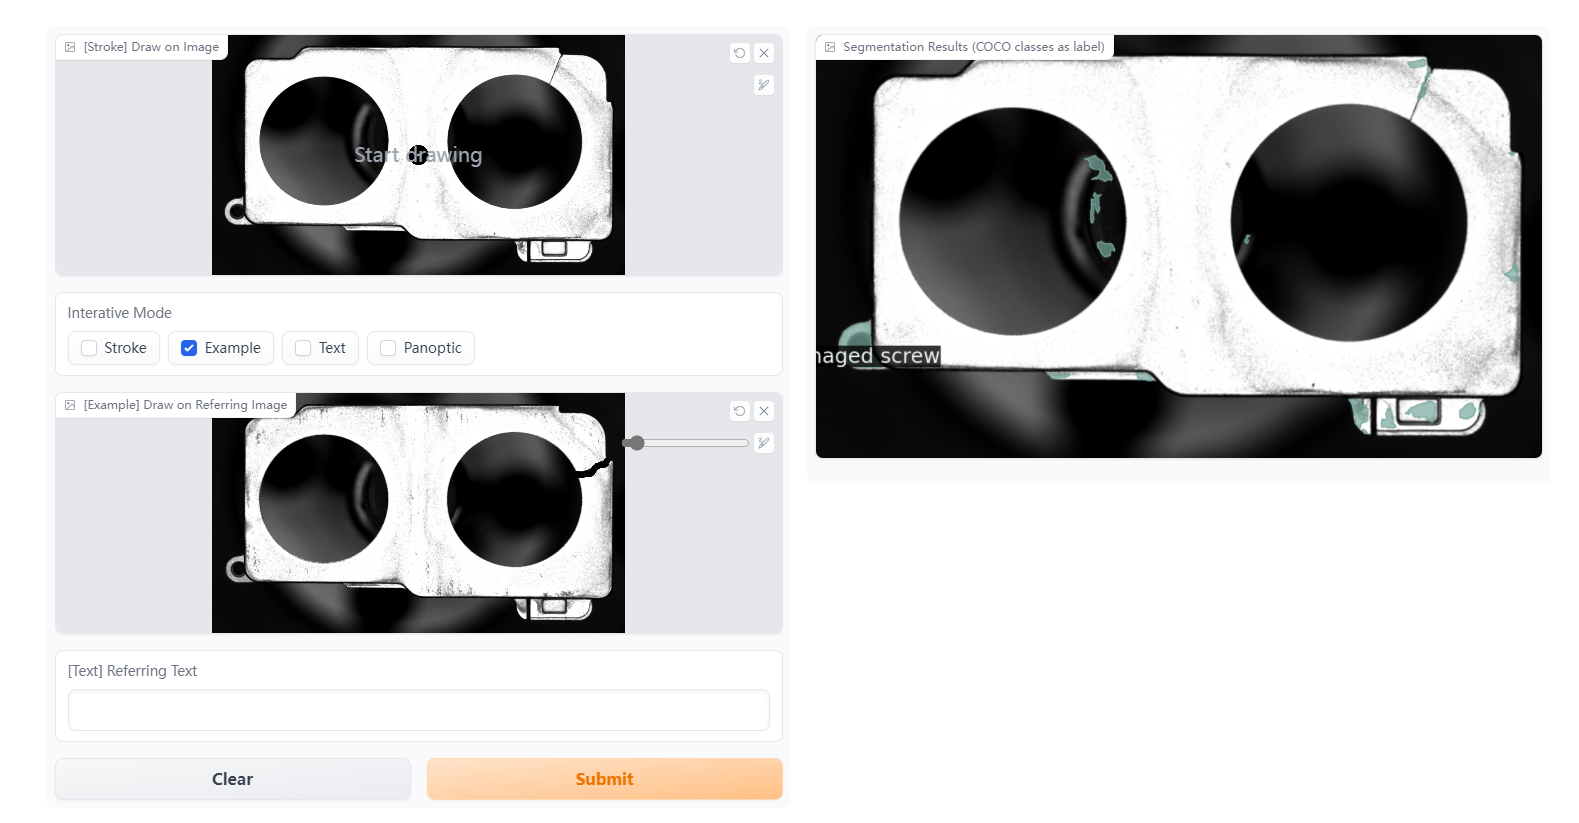 [Stroke] Draw on Image
Start drawing
Interative Mode
Stroke
Example
Text
Panoptic
[Example] Draw on Referring Image
[Text] Referring Text
Clear
Submit
Segmentation Results (COCO classes as label)
naged screw